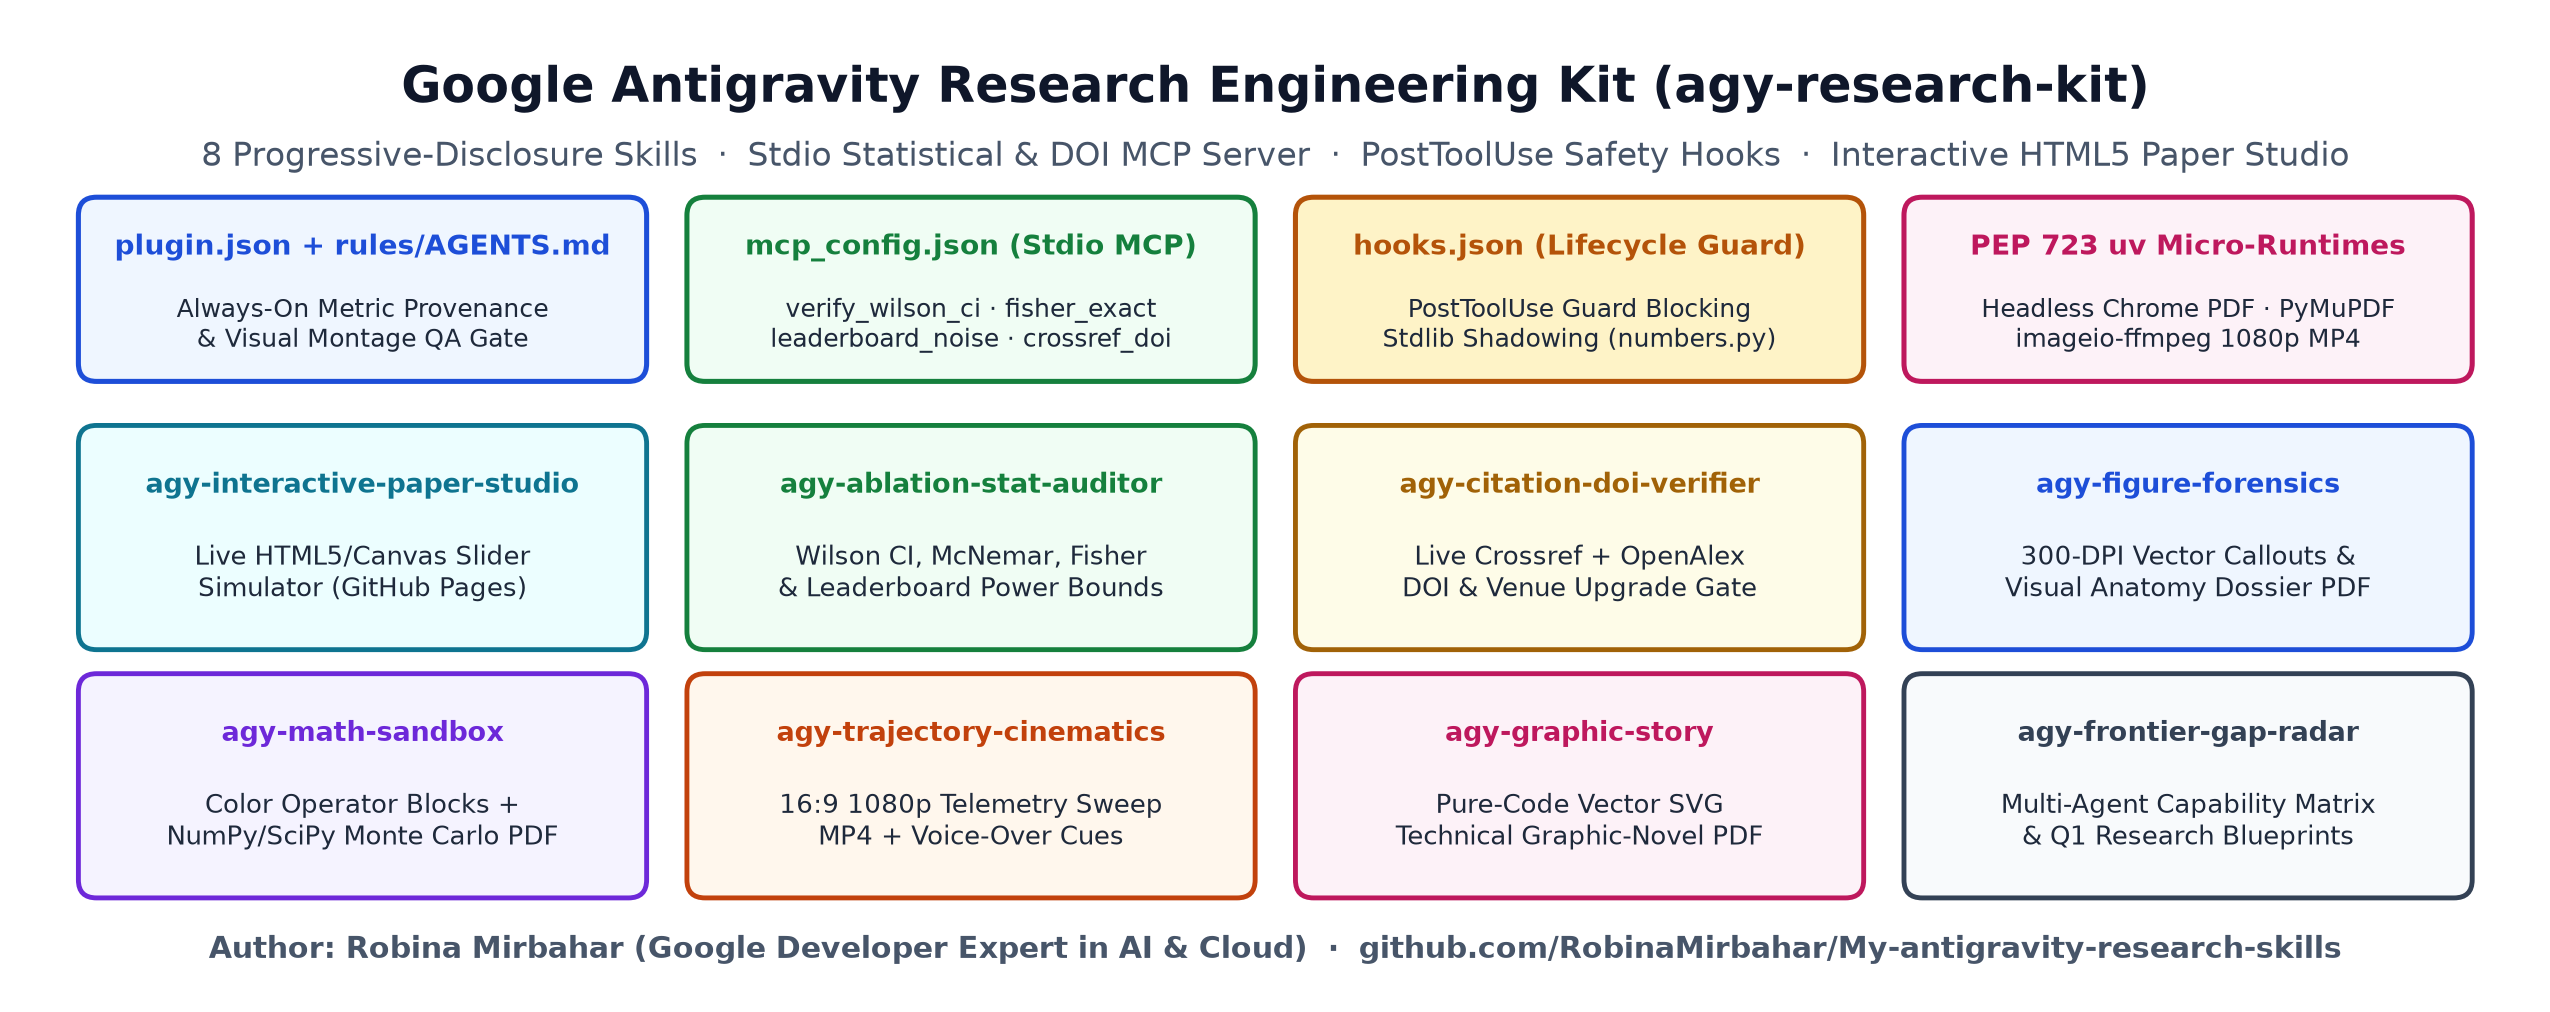 Google Antigravity Research Engineering Kit (agy-research-kit)
8 Progressive-Disclosure Skills · Stdio Statistical & DOI MCP Server · PostToolUse Safety Hooks · Interactive HTML5 Paper Studio
plugin.json + rules/AGENTS.md
Always-On Metric Provenance
& Visual Montage QA Gate
mcp_config.json (Stdio MCP)
verify_wilson_ci · fisher_exact
leaderboard_noise · crossref_doi
hooks.json (Lifecycle Guard)
PostToolUse Guard Blocking
Stdlib Shadowing (numbers.py)
PEP 723 uv Micro-Runtimes
Headless Chrome PDF · PyMuPDF
imageio-ffmpeg 1080p MP4
agy-interactive-paper-studio
Live HTML5/Canvas Slider
Simulator (GitHub Pages)
agy-ablation-stat-auditor
Wilson CI, McNemar, Fisher
& Leaderboard Power Bounds
agy-citation-doi-verifier
Live Crossref + OpenAlex
DOI & Venue Upgrade Gate
agy-figure-forensics
300-DPI Vector Callouts &
Visual Anatomy Dossier PDF
agy-math-sandbox
Color Operator Blocks +
NumPy/SciPy Monte Carlo PDF
agy-trajectory-cinematics
16:9 1080p Telemetry Sweep
MP4 + Voice-Over Cues
agy-graphic-story
Pure-Code Vector SVG
Technical Graphic-Novel PDF
agy-frontier-gap-radar
Multi-Agent Capability Matrix
& Q1 Research Blueprints
Author: Robina Mirbahar (Google Developer Expert in AI & Cloud) · github.com/RobinaMirbahar/My-antigravity-research-skills